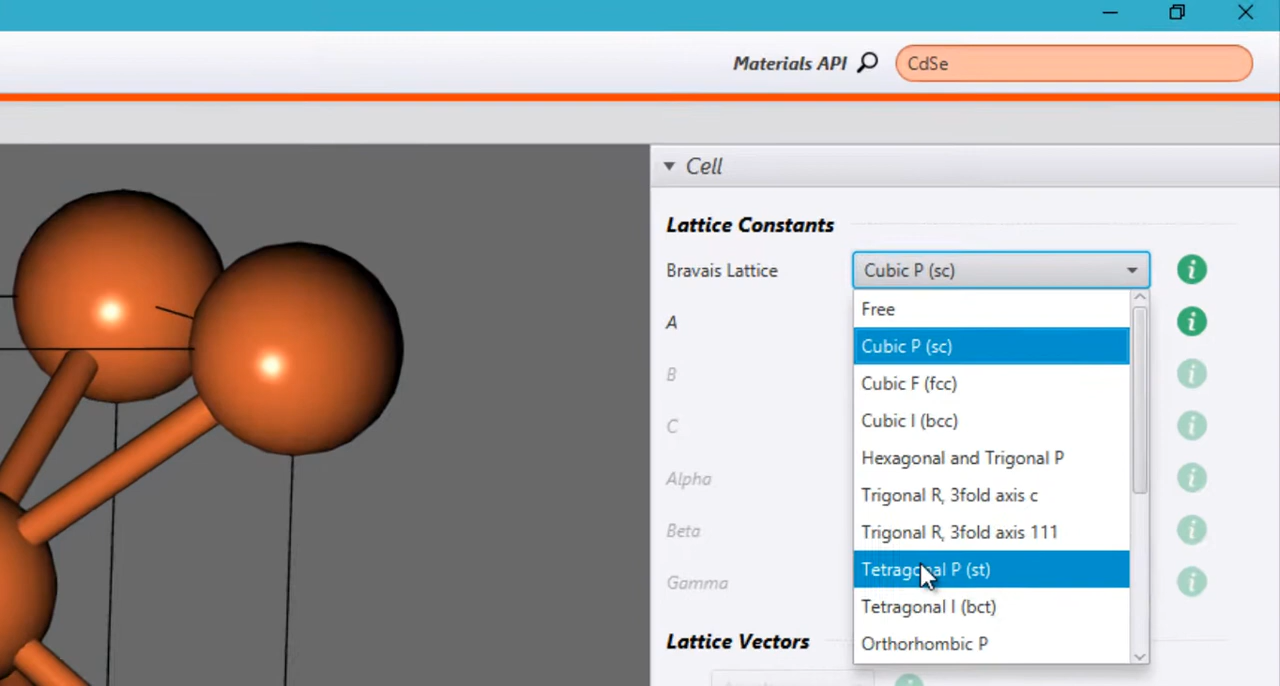 Materials API CdSe
Cell
Lattice Constants
Bravais Lattice Cubic P (sc)
Free
A
Cubic P (sc)
B
Cubic F (fcc)
C
Cubic I (bcc)
Alpha
Hexagonal and Trigonal P
Trigonal R, 3fold axis c
Beta
Trigonal R, 3fold axis 111
Gamma
Tetragonal P (st)
Tetragonal I (bct)
Lattice Vectors
Orthorhombic P